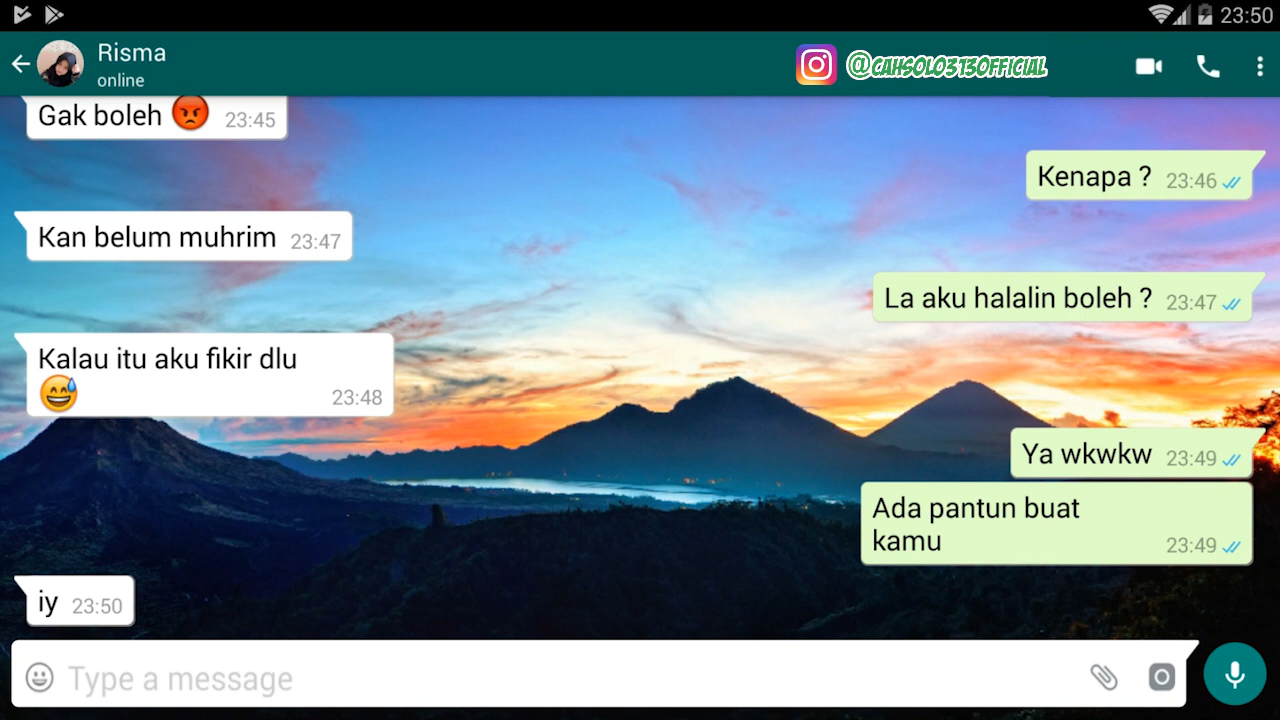 23:50
Risma
online
@CAHSOLO313OFFICIAL
Gak boleh 😡 23:45
Kenapa ? 23:46
Kan belum muhrim 23:47
La aku halalin boleh ? 23:47
Kalau itu aku fikir dlu
😅 23:48
Ya wkwkw 23:49
Ada pantun buat
kamu 23:49
iy 23:50
Type a message